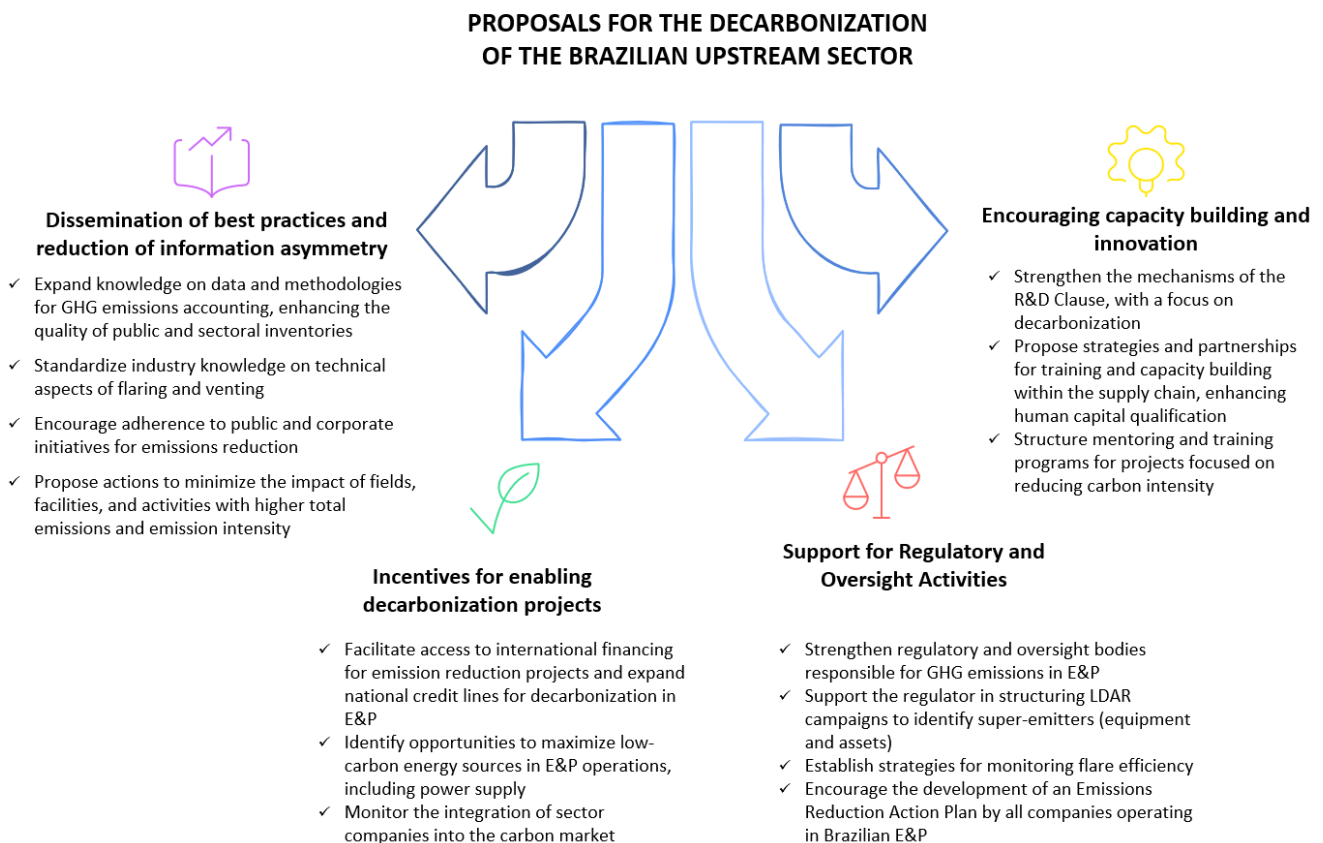 PROPOSALS FOR THE DECARBONIZATION
OF THE BRAZILIAN UPSTREAM SECTOR
Dissemination of best practices and
reduction of information asymmetry
✓ Expand knowledge on data and methodologies
for GHG emissions accounting, enhancing the
quality of public and sectoral inventories
✓ Standardize industry knowledge on technical
aspects of flaring and venting
✓ Encourage adherence to public and corporate
initiatives for emissions reduction
✓ Propose actions to minimize the impact of fields,
facilities, and activities with higher total
emissions and emission intensity
Incentives for enabling
decarbonization projects
✓ Facilitate access to international financing
for emission reduction projects and expand
national credit lines for decarbonization in
E&P
✓ Identify opportunities to maximize low-
carbon energy sources in E&P operations,
including power supply
✓ Monitor the integration of sector
companies into the carbon market
Support for Regulatory and
Oversight Activities
✓ Strengthen regulatory and oversight bodies
responsible for GHG emissions in E&P
✓ Support the regulator in structuring LDAR
campaigns to identify super-emitters (equipment
and assets)
✓ Establish strategies for monitoring flare efficiency
✓ Encourage the development of an Emissions
Reduction Action Plan by all companies operating
in Brazilian E&P
Encouraging capacity building and
innovation
✓ Strengthen the mechanisms of the
R&D Clause, with a focus on
decarbonization
✓ Propose strategies and partnerships
for training and capacity building
within the supply chain, enhancing
human capital qualification
✓ Structure mentoring and training
programs for projects focused on
reducing carbon intensity